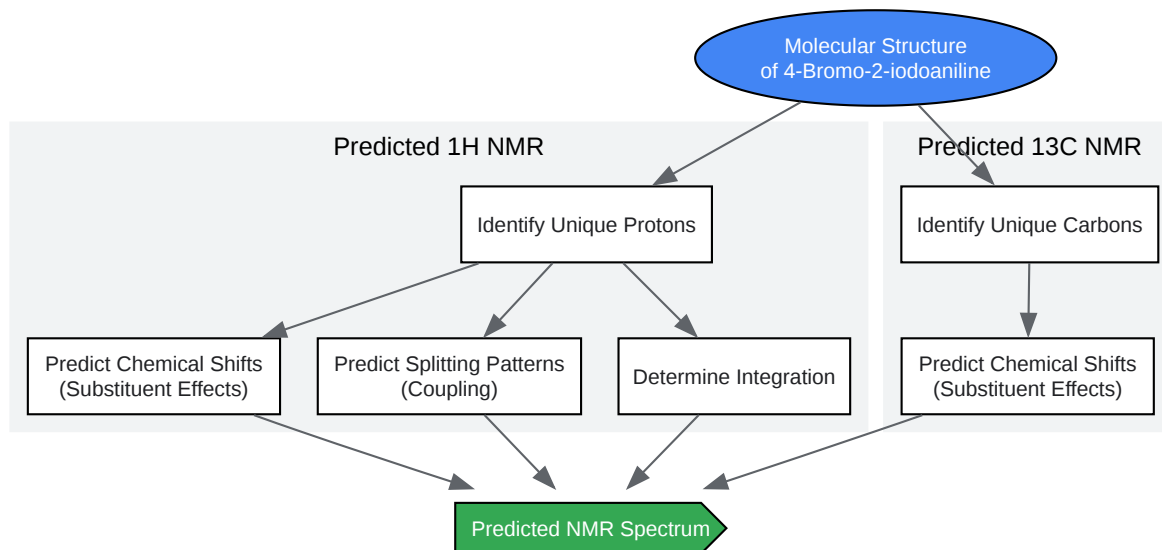 Molecular Structure
of 4-Bromo-2-iodoaniline
Predicted 1H NMR
Predicted 13C NMR
Identify Unique Protons
Identify Unique Carbons
Predict Chemical Shifts
(Substituent Effects)
Predict Splitting Patterns
(Coupling)
Determine Integration
Predict Chemical Shifts
(Substituent Effects)
Predicted NMR Spectrum